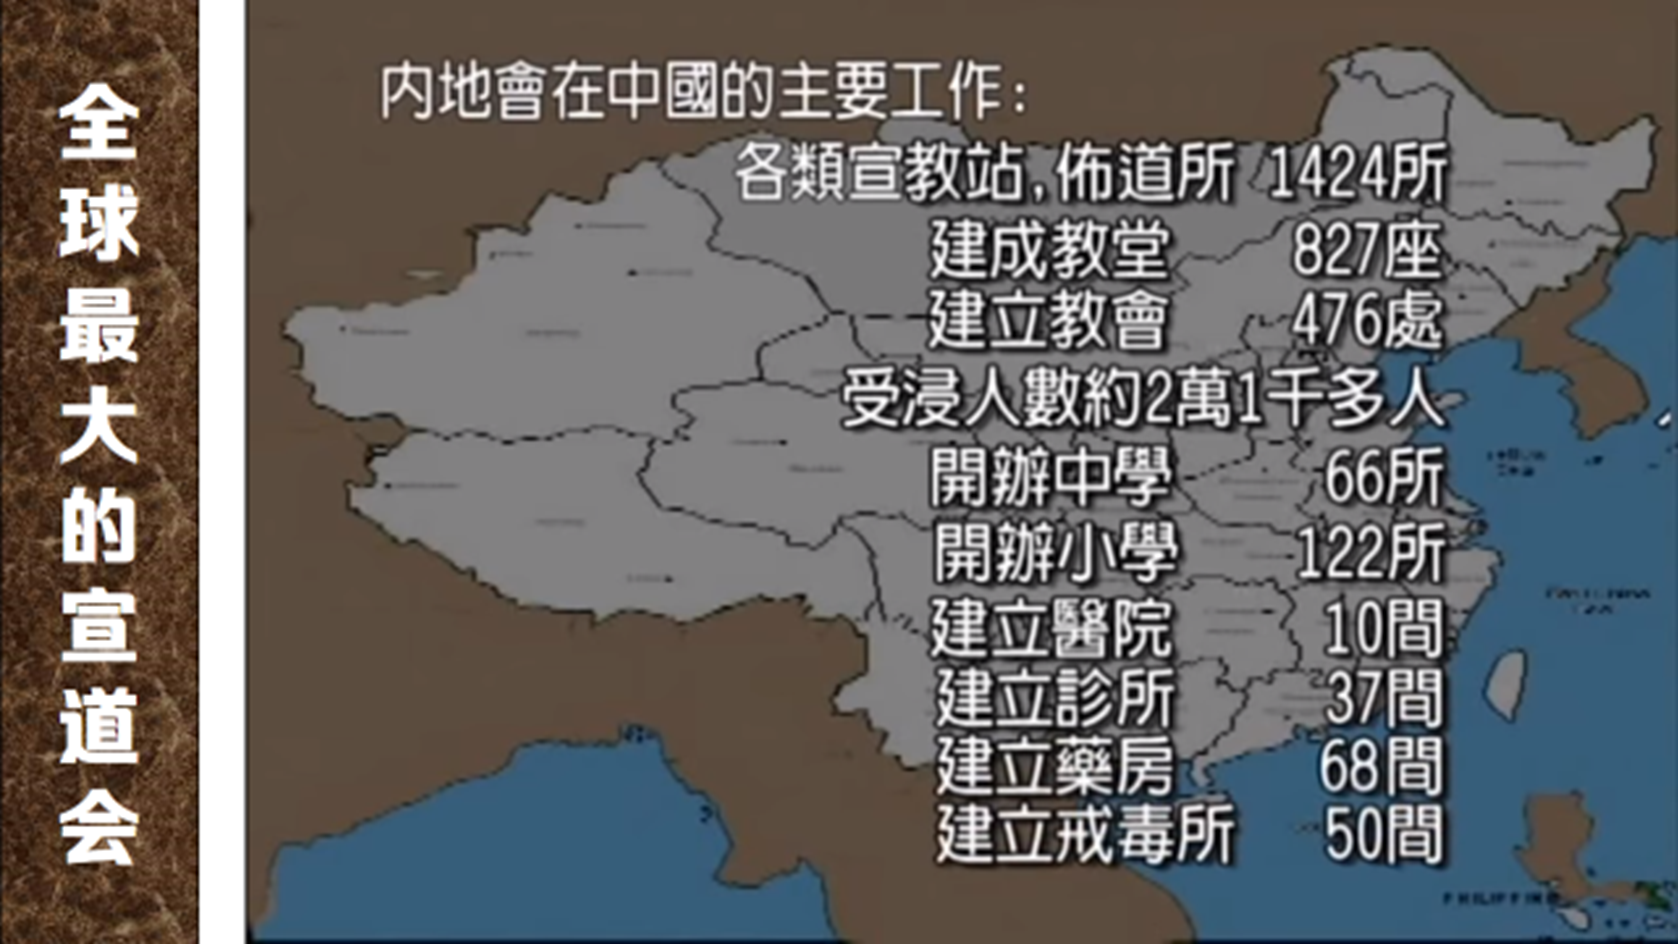 全球最大的宣道会
内地會在中國的主要工作:
各類宣教站,佈道所 1424所
建成教堂 827座
建立教會 476處
受浸人數約2萬1千多人
開辦中學 66所
開辦小學 122所
建立醫院 10間
建立診所 37間
建立藥房 68間
建立戒毒所 50間